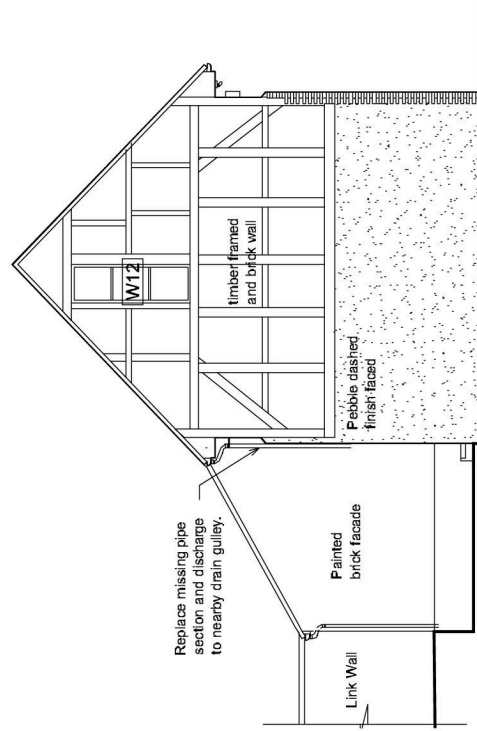 W12
timber framed
and brick wall
Pebble dashed
finish faced
Replace missing pipe
section and discharge
to nearby drain gulley.
Painted
brick facade
Link Wall